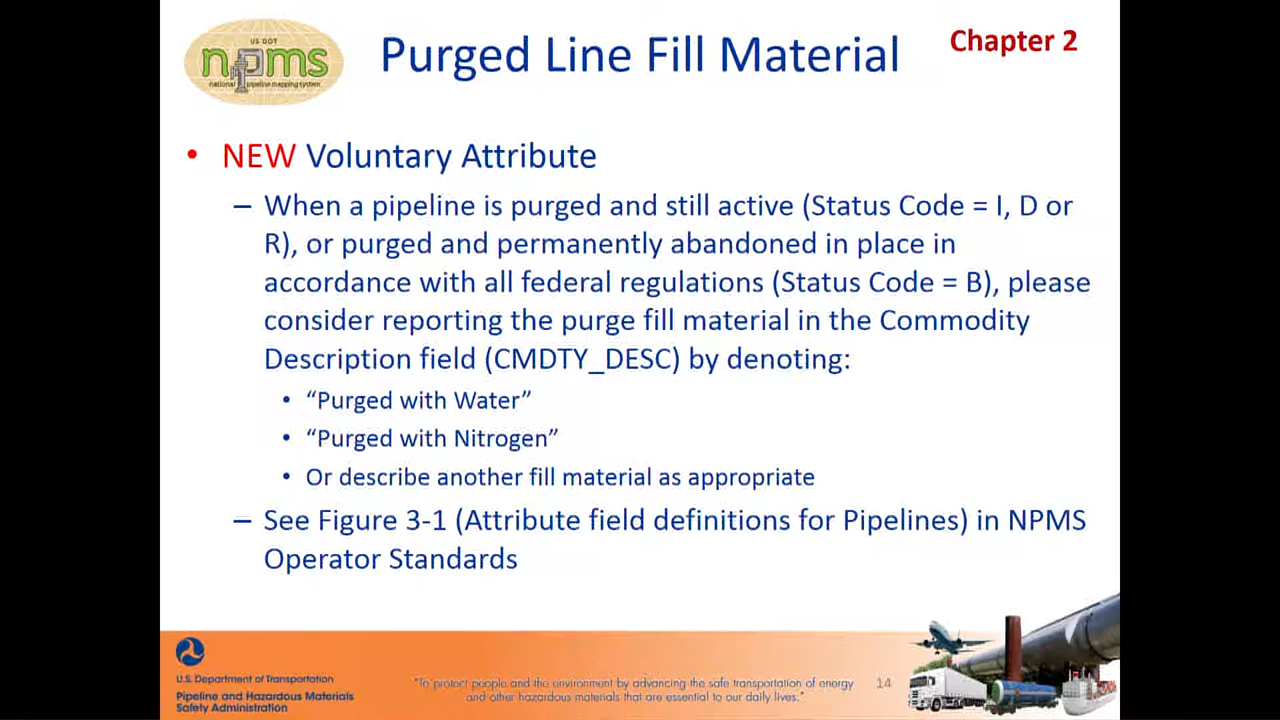 US DOT
npms
national pipeline mapping system
Purged Line Fill Material
Chapter 2
• NEW Voluntary Attribute
– When a pipeline is purged and still active (Status Code = I, D or
R), or purged and permanently abandoned in place in
accordance with all federal regulations (Status Code = B), please
consider reporting the purge fill material in the Commodity
Description field (CMDTY_DESC) by denoting:
• “Purged with Water”
• “Purged with Nitrogen”
• Or describe another fill material as appropriate
– See Figure 3-1 (Attribute field definitions for Pipelines) in NPMS
Operator Standards
U.S. Department of Transportation
Pipeline and Hazardous Materials
Safety Administration
"To protect people and the environment by advancing the safe transportation of energy
and other hazardous materials that are essential to our daily lives."
14